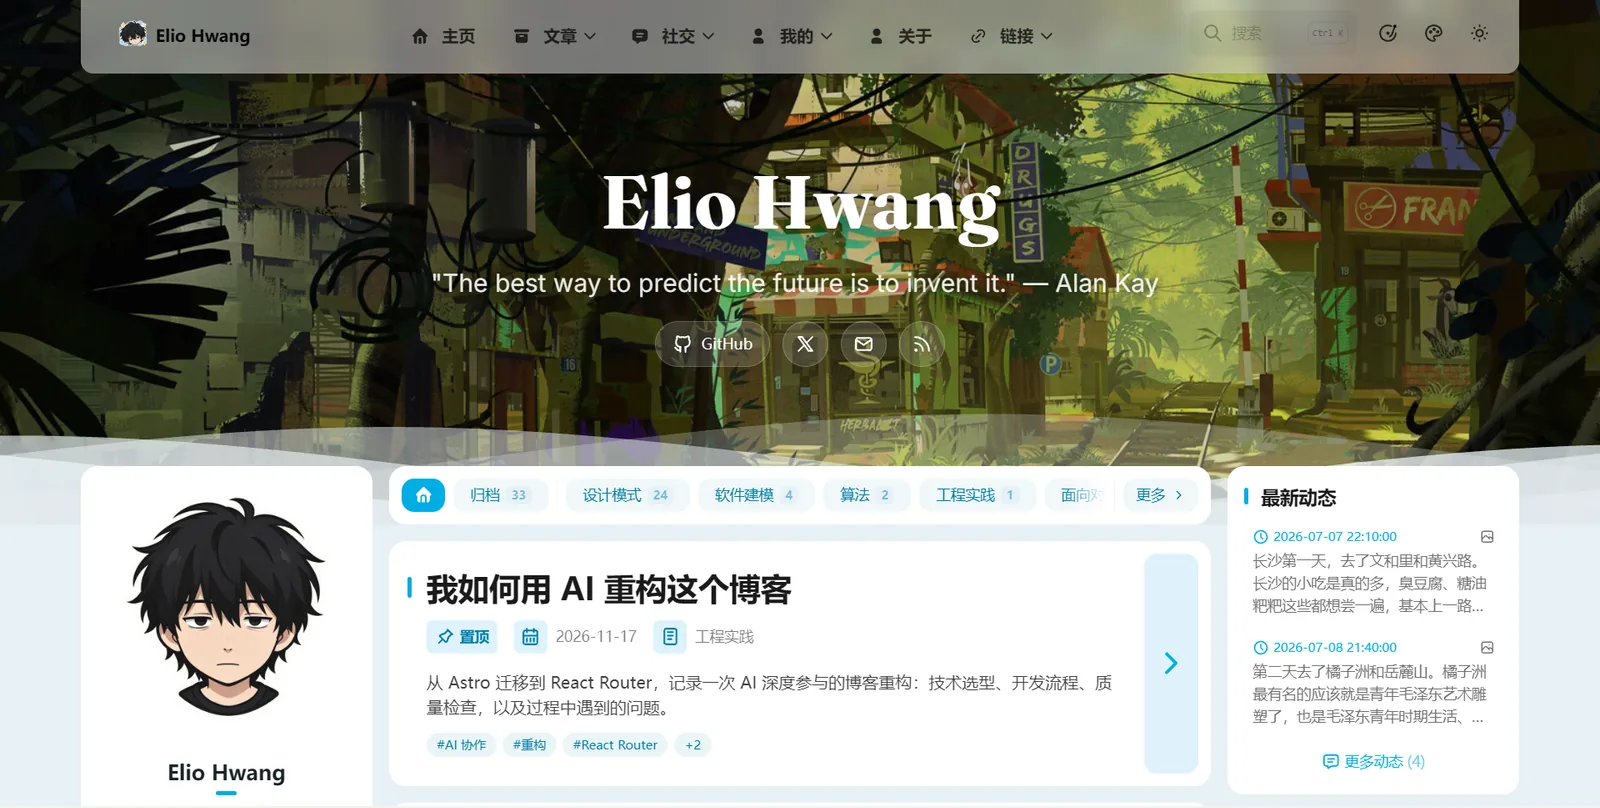 Elio Hwang
主页
文章
社交
我的
关于
链接
搜索
Ctrl K
DRUGS
UNDERGROUND
FRAN
Elio Hwang
"The best way to predict the future is to invent it." — Alan Kay
GitHub
16
P
HERBALIST
归档 33
设计模式 24
软件建模 4
算法 2
工程实践 1
面向对
更多
我如何用 AI 重构这个博客
置顶
2026-11-17
工程实践
从 Astro 迁移到 React Router，记录一次 AI 深度参与的博客重构：技术选型、开发流程、质
量检查，以及过程中遇到的问题。
#AI 协作
#重构
#React Router
+2
Elio Hwang
最新动态
2026-07-07 22:10:00
长沙第一天，去了文和里和黄兴路。
长沙的小吃是真的多，臭豆腐、糖油
粑粑这些都想尝一遍，基本上一路...
2026-07-08 21:40:00
第二天去了橘子洲和岳麓山。橘子洲
最有名的应该就是青年毛泽东艺术雕
塑了，也是毛泽东青年时期生活、...
更多动态 (4)